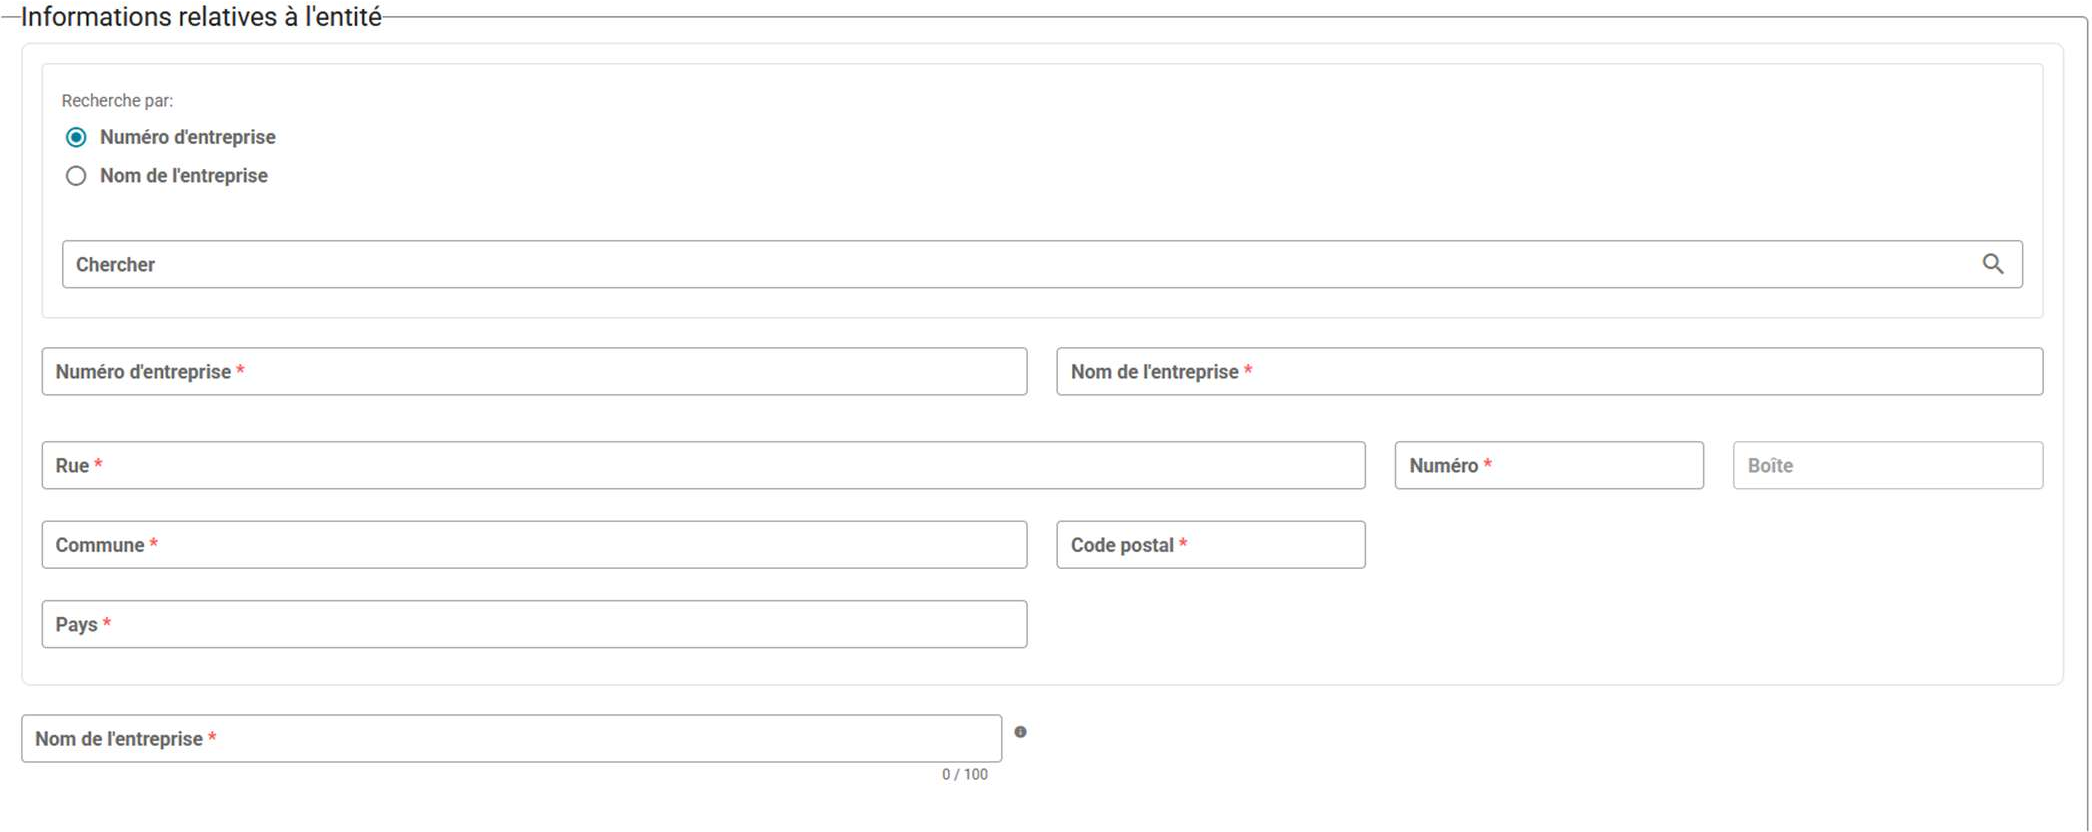 Informations relatives à l'entité
Recherche par:
Numéro d'entreprise
Nom de l'entreprise
Chercher
Numéro d'entreprise * Nom de l'entreprise *
Rue * Numéro * Boîte
Commune * Code postal *
Pays *
Nom de l'entreprise *
0 / 100